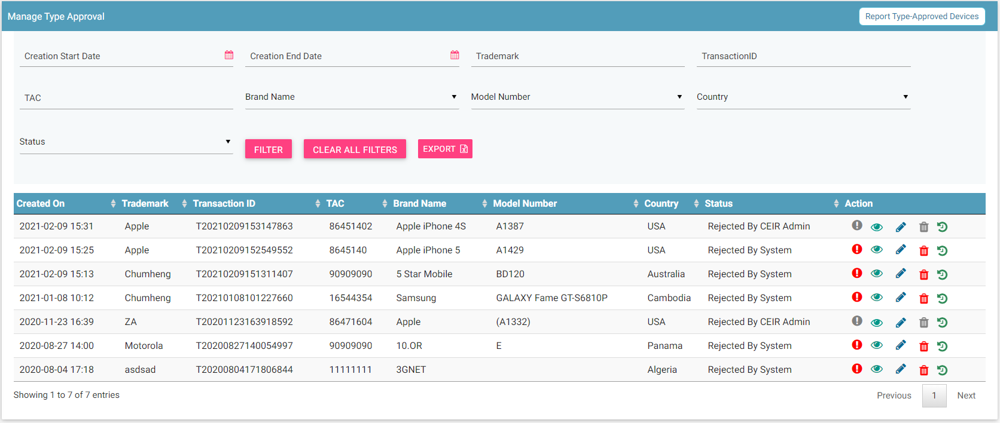 Manage Type Approval Report Type-Approved Devices
Creation Start Date Creation End Date Trademark TransactionID
TAC Brand Name Model Number Country
Status FILTER CLEAR ALL FILTERS EXPORT
Created On Trademark Transaction ID TAC Brand Name Model Number Country Status Action
2021-02-09 15:31 Apple T20210209153147863 86451402 Apple iPhone 4S A1387 USA Rejected By CEIR Admin
2021-02-09 15:25 Apple T20210209152549552 8645140 Apple iPhone 5 A1429 USA Rejected By System
2021-02-09 15:13 Chumheng T20210209151311407 90909090 5 Star Mobile BD120 Australia Rejected By System
2021-01-08 10:12 Chumheng T20210108101227660 16544354 Samsung GALAXY Fame GT-S6810P Cambodia Rejected By System
2020-11-23 16:39 ZA T20201123163918592 86471604 Apple (A1332) USA Rejected By CEIR Admin
2020-08-27 14:00 Motorola T20200827140054997 90909090 10.OR E Panama Rejected By System
2020-08-04 17:18 asdsad T20200804171806844 11111111 3GNET Algeria Rejected By System
Showing 1 to 7 of 7 entries Previous 1 Next